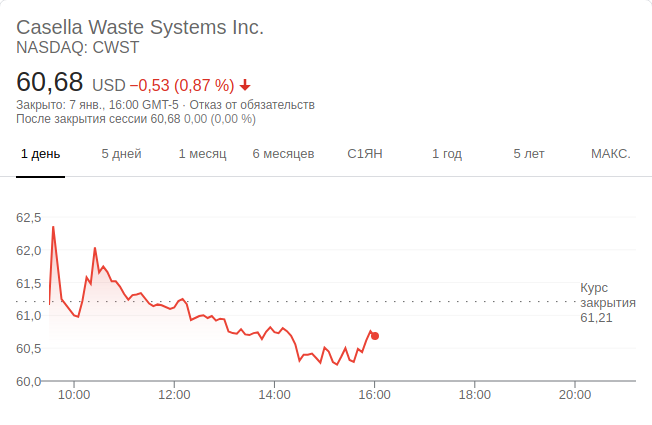 Casella Waste Systems Inc.
NASDAQ: CWST
60,68 USD −0,53 (0,87 %)
Закрыто: 7 янв., 16:00 GMT-5 · Отказ от обязательств
После закрытия сессии 60,68 0,00 (0,00 %)
1 день 5 дней 1 месяц 6 месяцев С1ЯН 1 год 5 лет МАКС.
62,5
62,0
61,5
61,0
60,5
60,0
Курс
закрытия
61,21
10:00 12:00 14:00 16:00 18:00 20:00